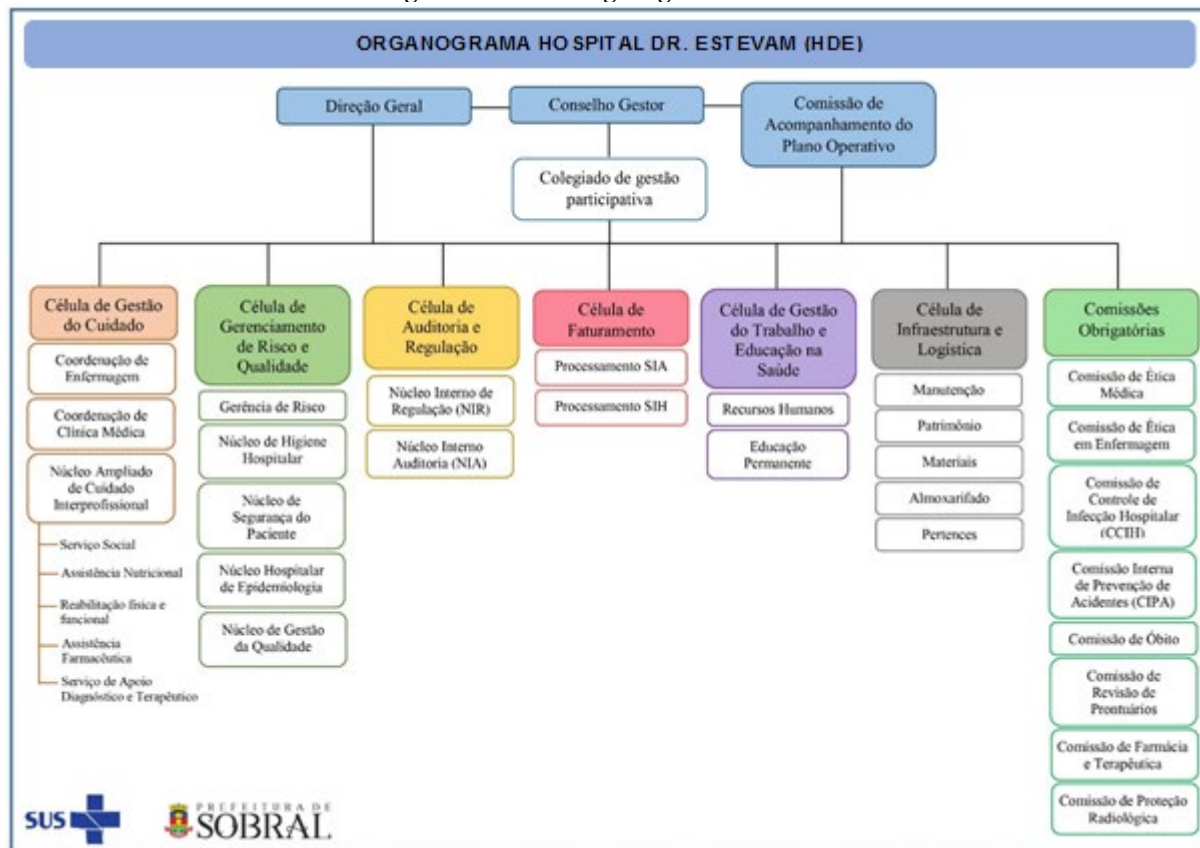 ORGANOGRAMA HOSPITAL DR. ESTEVAM (HDE)
Direção Geral
Conselho Gestor
Comissão de
Acompanhamento do
Plano Operativo
Colegiado de gestão
participativa
Célula de Gestão
do Cuidado
Coordenação de
Enfermagem
Coordenação de
Clínica Médica
Núcleo Ampliado
de Cuidado
Interprofissional
Serviço Social
Assistência Nutricional
Reabilitação física e
funcional
Assistência
Farmacêutica
Serviço de Apoio
Diagnóstico e Terapêutico
Célula de
Gerenciamento
de Risco e
Qualidade
Gerência de Risco
Núcleo de Higiene
Hospitalar
Núcleo de
Segurança do
Paciente
Núcleo Hospitalar
de Epidemiologia
Núcleo de Gestão
da Qualidade
Célula de
Auditoria e
Regulação
Núcleo Interno de
Regulação (NIR)
Núcleo Interno
Auditoria (NIA)
Célula de
Faturamento
Processamento SIA
Processamento SIH
Célula de Gestão
do Trabalho e
Educação na
Saúde
Recursos Humanos
Educação
Permanente
Célula de
Infraestrutura e
Logística
Manutenção
Patrimônio
Materiais
Almoxarifado
Pertences
Comissões
Obrigatórias
Comissão de Ética
Médica
Comissão de Ética
em Enfermagem
Comissão de
Controle de
Infecção Hospitalar
(CCIH)
Comissão Interna
de Prevenção de
Acidentes (CIPA)
Comissão de Óbito
Comissão de
Revisão de
Prontuários
Comissão de Farmácia
e Terapêutica
Comissão de Proteção
Radiológica
SUS
PREFEITURA DE
SOBRAL